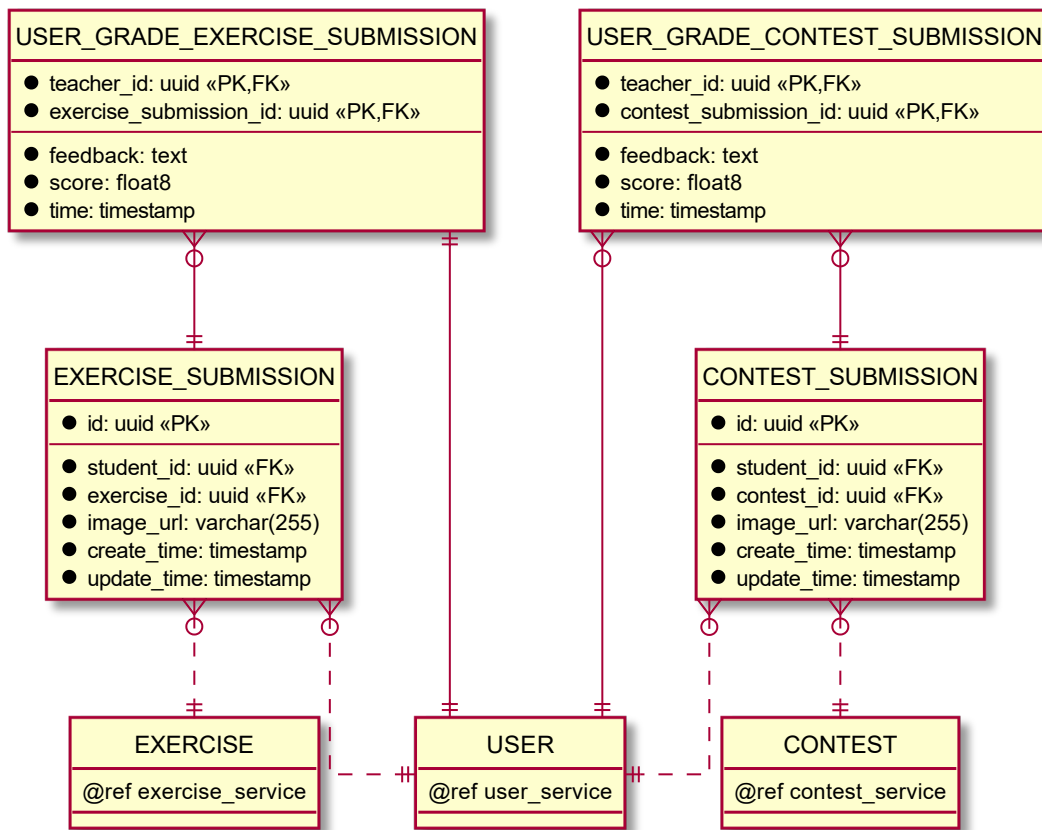 USER_GRADE_EXERCISE_SUBMISSION
teacher_id: uuid «PK,FK»
exercise_submission_id: uuid «PK,FK»
feedback: text
score: float8
time: timestamp
USER_GRADE_CONTEST_SUBMISSION
teacher_id: uuid «PK,FK»
contest_submission_id: uuid «PK,FK»
feedback: text
score: float8
time: timestamp
EXERCISE_SUBMISSION
id: uuid «PK»
student_id: uuid «FK»
exercise_id: uuid «FK»
image_url: varchar(255)
create_time: timestamp
update_time: timestamp
CONTEST_SUBMISSION
id: uuid «PK»
student_id: uuid «FK»
contest_id: uuid «FK»
image_url: varchar(255)
create_time: timestamp
update_time: timestamp
EXERCISE
@ref exercise_service
USER
@ref user_service
CONTEST
@ref contest_service